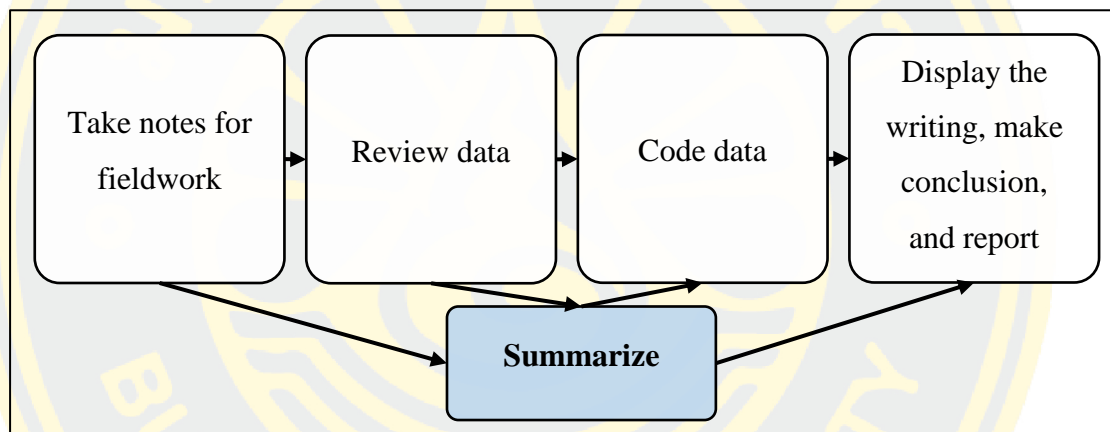 Take notes for
fieldwork
Review data
Code data
Display the
writing, make
conclusion,
and report
Summarize